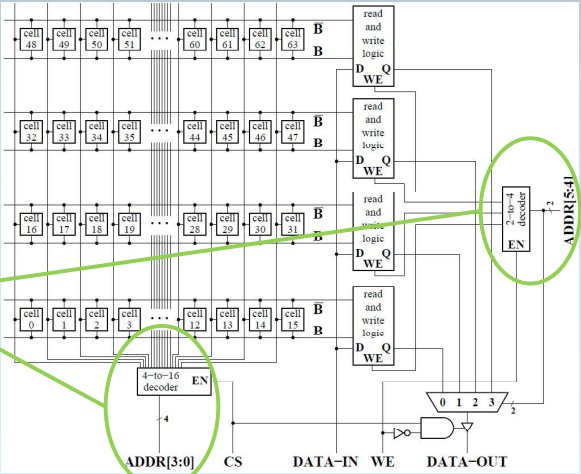 cell 48 cell 49 cell 50 cell 51 ... cell 60 cell 61 cell 62 cell 63 B̅ B
read and write logic
D Q
WE
cell 32 cell 33 cell 34 cell 35 ... cell 44 cell 45 cell 46 cell 47 B̅ B
read and write logic
D Q
WE
2-to-4 decoder
EN
2
ADDR[5:4]
cell 16 cell 17 cell 18 cell 19 ... cell 28 cell 29 cell 30 cell 31 B̅ B
read and write logic
D Q
WE
cell 0 cell 1 cell 2 cell 3 ... cell 12 cell 13 cell 14 cell 15 B̅ B
read and write logic
D Q
WE
4-to-16 decoder EN
4
0 1 2 3
2
ADDR[3:0] CS DATA-IN WE DATA-OUT